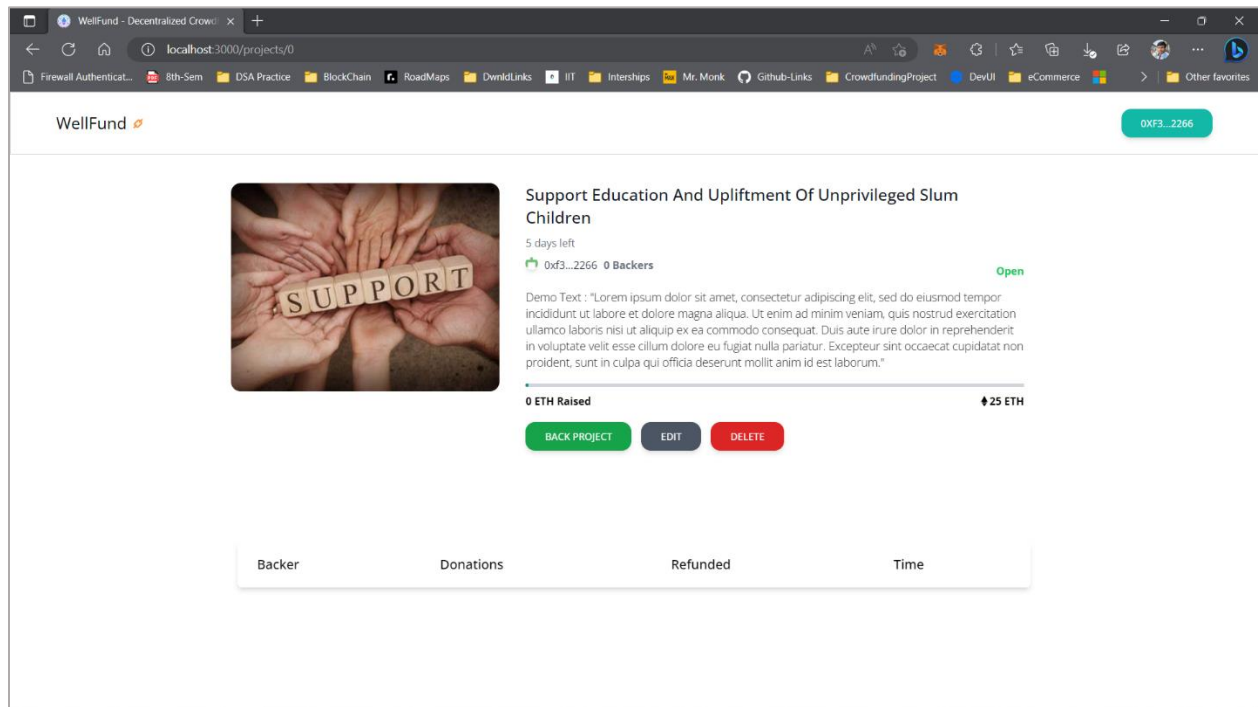 WellFund - Decentralized Crowd
localhost:3000/projects/0
Firewall Authenticat...
8th-Sem
DSA Practice
BlockChain
RoadMaps
DwnldLinks
IIT
Interships
Mr. Monk
Github-Links
CrowdfundingProject
DevUI
eCommerce
Other favorites
WellFund
0XF3...2266
SUPPORT
Support Education And Upliftment Of Unprivileged Slum
Children
5 days left
0xf3...2266 0 Backers
Open
Demo Text : "Lorem ipsum dolor sit amet, consectetur adipiscing elit, sed do eiusmod tempor
incididunt ut labore et dolore magna aliqua. Ut enim ad minim veniam, quis nostrud exercitation
ullamco laboris nisi ut aliquip ex ea commodo consequat. Duis aute irure dolor in reprehenderit
in voluptate velit esse cillum dolore eu fugiat nulla pariatur. Excepteur sint occaecat cupidatat non
proident, sunt in culpa qui officia deserunt mollit anim id est laborum."
0 ETH Raised
25 ETH
BACK PROJECT
EDIT
DELETE
Backer Donations Refunded Time